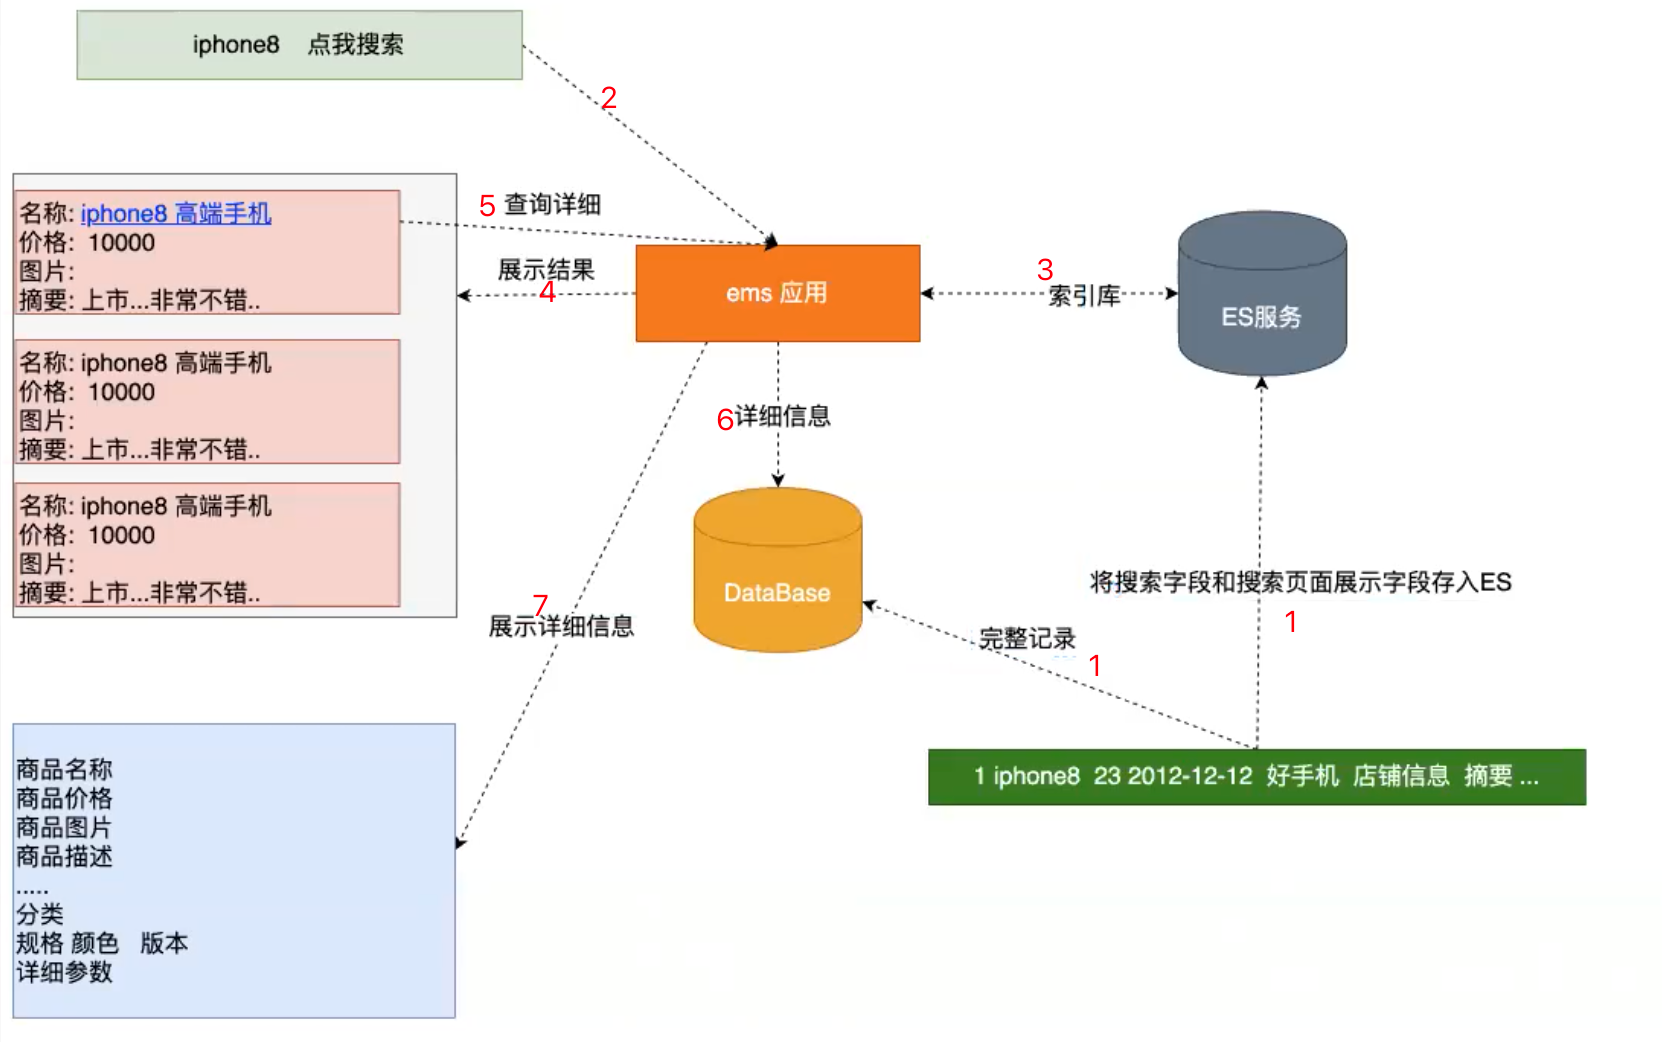 iphone8 点我搜索
2
名称: iphone8 高端手机
价格: 10000
图片:
摘要: 上市...非常不错..
名称: iphone8 高端手机
价格: 10000
图片:
摘要: 上市...非常不错..
名称: iphone8 高端手机
价格: 10000
图片:
摘要: 上市...非常不错..
5 查询详细
展示结果
4
ems 应用
3
索引库
ES服务
6详细信息
DataBase
7
展示详细信息
将搜索字段和搜索页面展示字段存入ES
1
完整记录
1
1 iphone8 23 2012-12-12 好手机 店铺信息 摘要 ...
商品名称
商品价格
商品图片
商品描述
.....
分类
规格 颜色 版本
详细参数